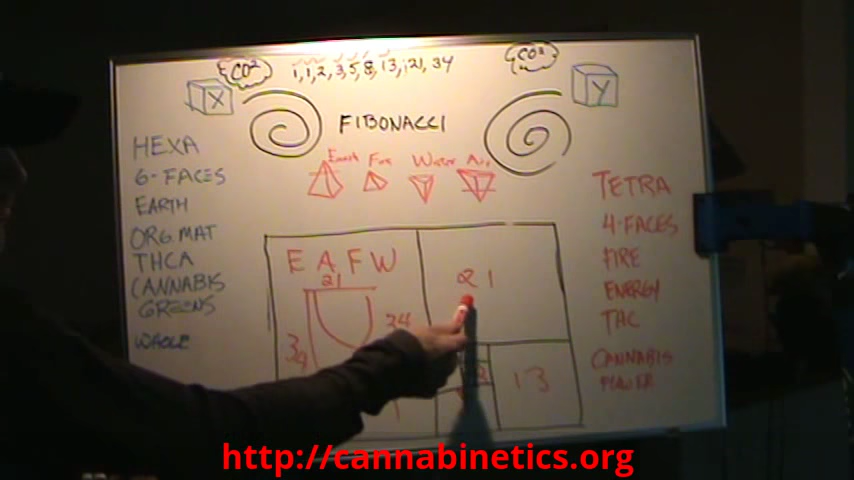 CO² 1,1,2,3,5,8,13,21,34 CO²
X Y
FIBONACCI
HEXA
6-FACES
EARTH
ORG. MAT
THCA
CANNABIS
GREENS
WHOLE
Earth Fire Water Air
TETRA
4-FACES
FIRE
ENERGY
THC
CANNABIS
FLOWER
E A F W
21
34 34
21
13
http://cannabinetics.org